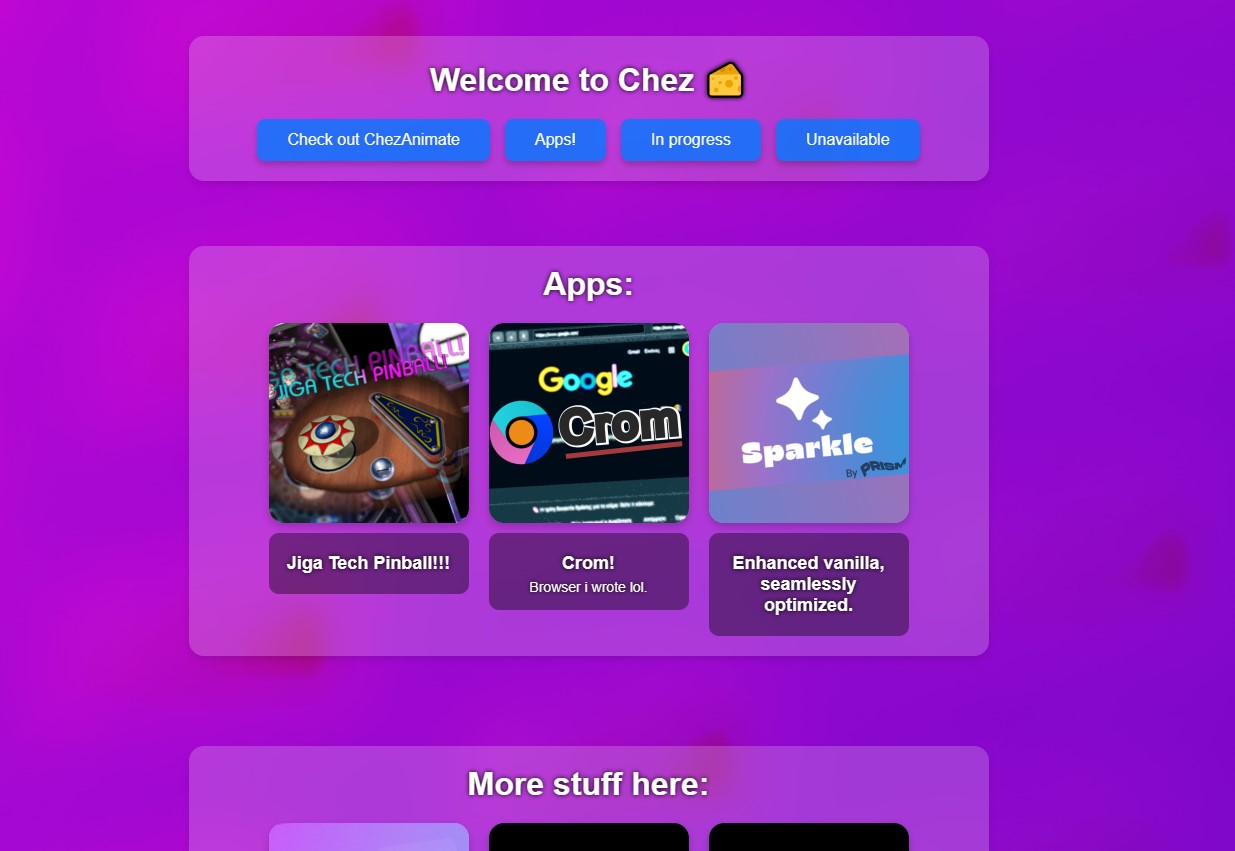 Welcome to Chez
Check out ChezAnimate
Apps!
In progress
Unavailable
Apps:
JIGA TECH PINBALL!
Google
Crom
Sparkle
By PRISM
Jiga Tech Pinball!!!
Crom!
Browser i wrote lol.
Enhanced vanilla,
seamlessly
optimized.
More stuff here: